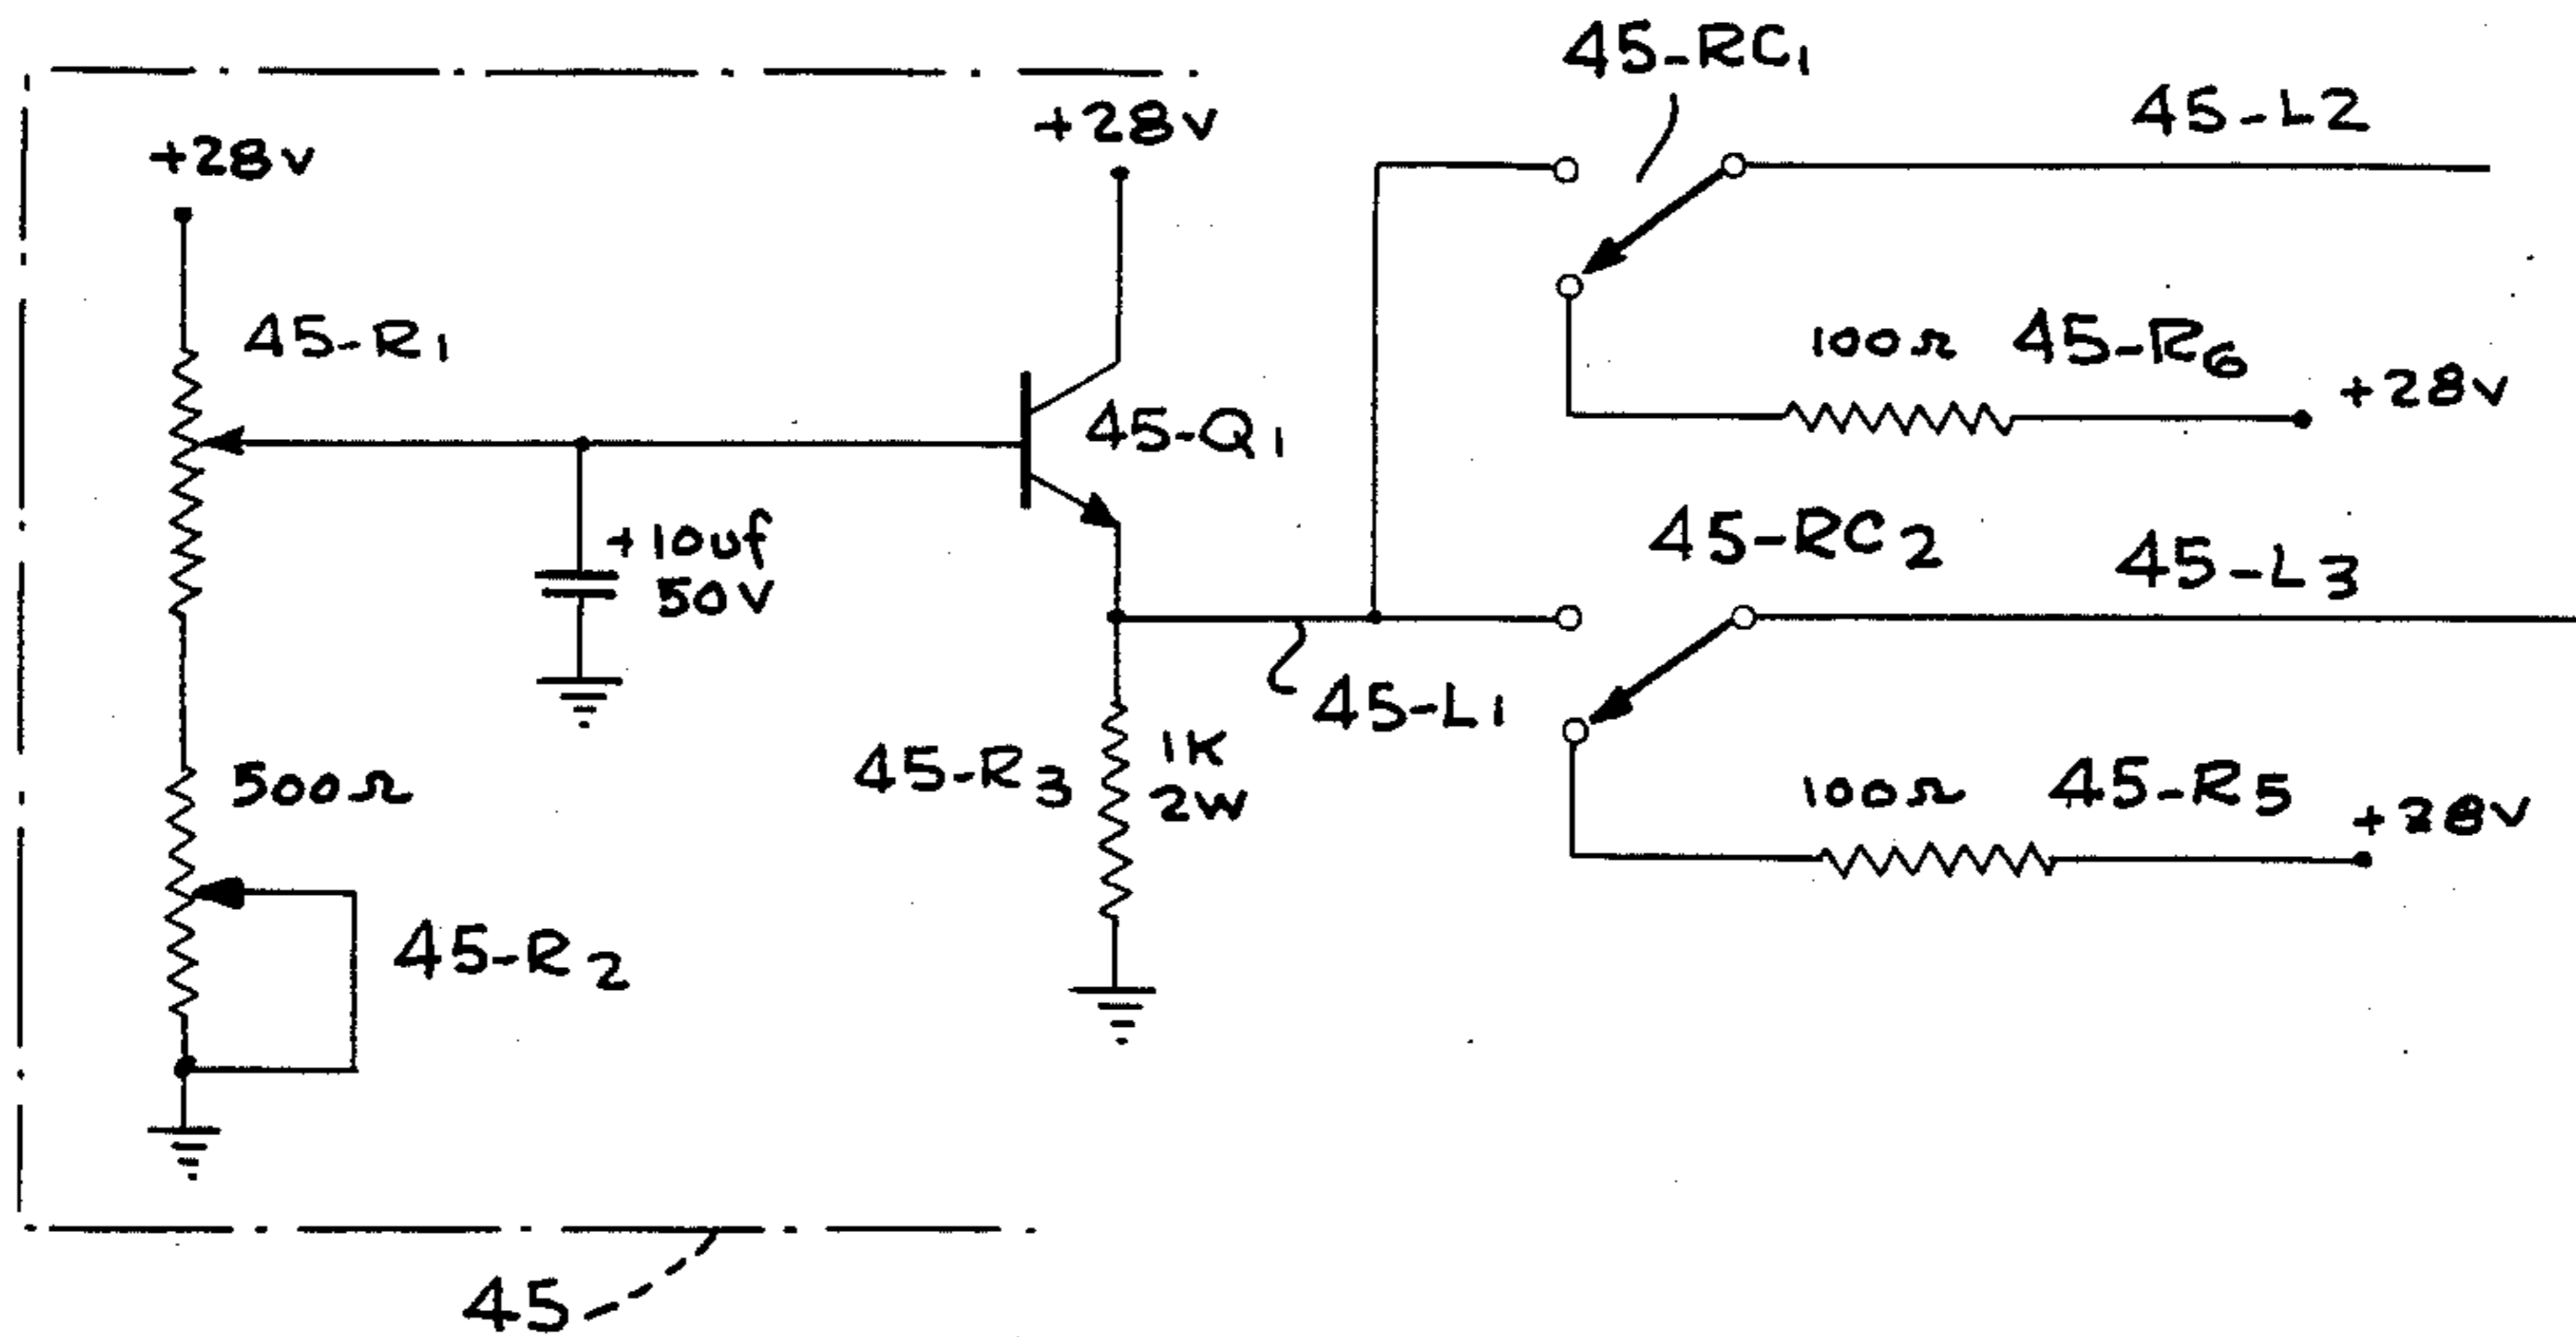 45-RC1
45-L2
+28v
+28v
45-R1
45-Q1
100Ω 45-R6
+28v
+10uf
50V
45-RC2
45-L3
45-L1
500Ω
45-R2
45-R3
1K
2W
100Ω 45-R5
+28v
45